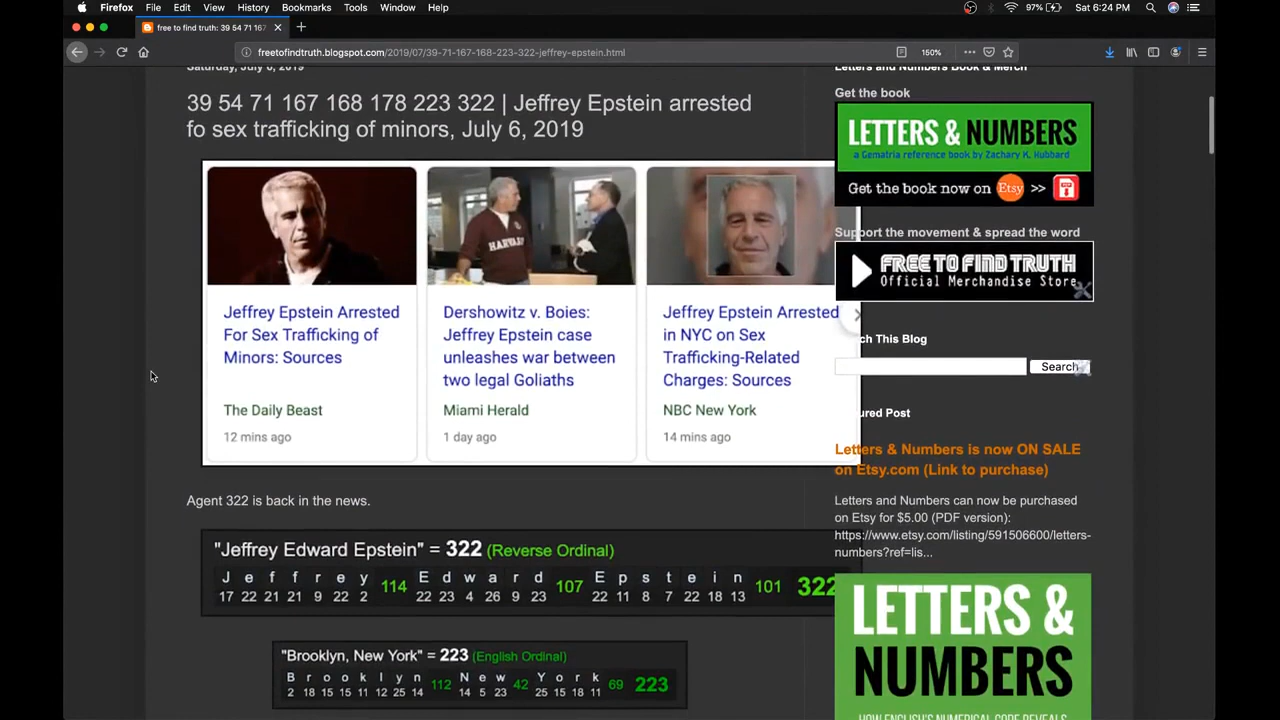 Firefox File Edit View History Bookmarks Tools Window Help 97% Sat 6:24 PM
free to find truth: 39 54 71 167
freetofindtruth.blogspot.com/2019/07/39-71-167-168-223-322-jeffrey-epstein.html 150%
Saturday, July 6, 2019
39 54 71 167 168 178 223 322 | Jeffrey Epstein arrested
fo sex trafficking of minors, July 6, 2019
HARVARD
Jeffrey Epstein Arrested
For Sex Trafficking of
Minors: Sources
The Daily Beast
12 mins ago
Dershowitz v. Boies:
Jeffrey Epstein case
unleashes war between
two legal Goliaths
Miami Herald
1 day ago
Jeffrey Epstein Arrested
in NYC on Sex
Trafficking-Related
Charges: Sources
NBC New York
14 mins ago
Agent 322 is back in the news.
"Jeffrey Edward Epstein" = 322 (Reverse Ordinal)
J e f f r e y 114 E d w a r d 107 E p s t e i n 101 322
17 22 21 21 9 22 2 22 23 4 26 9 23 22 11 8 7 22 18 13
"Brooklyn, New York" = 223 (English Ordinal)
B r o o k l y n 112 N e w 42 Y o r k 69 223
2 18 15 15 11 12 25 14 14 5 23 25 15 18 11
Letters and Numbers Book & Merch
Get the book
LETTERS & NUMBERS
a Gematria reference book by Zachary K. Hubbard
Get the book now on Etsy >>
Support the movement & spread the word
FREE TO FIND TRUTH
Official Merchandise Store
ch This Blog
Search
ured Post
Letters & Numbers is now ON SALE
on Etsy.com (Link to purchase)
Letters and Numbers can now be purchased
on Etsy for $5.00 (PDF version):
https://www.etsy.com/listing/591506600/letters-
numbers?ref=lis...
LETTERS &
NUMBERS
HOW ENGLISH'S NUMERICAL CODE REVEALS